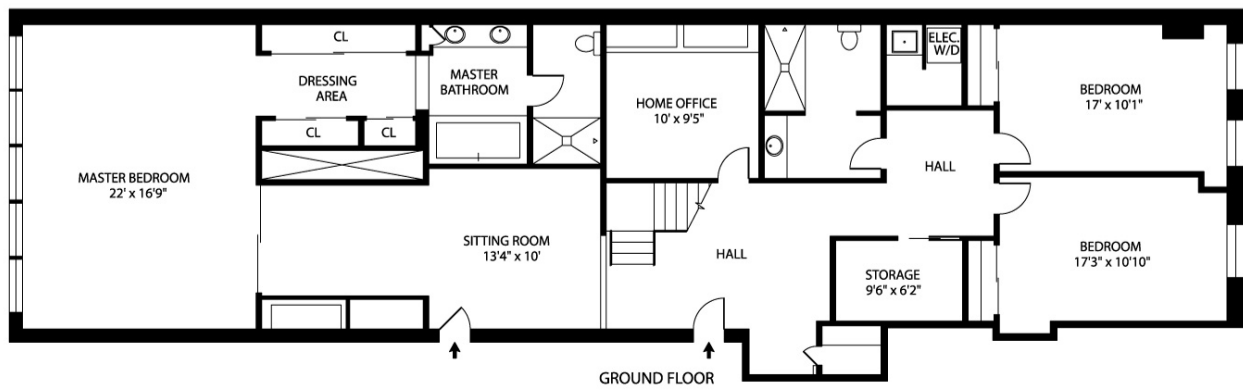 CL
DRESSING
AREA
CL
CL
MASTER
BATHROOM
MASTER BEDROOM
22' x 16'9"
SITTING ROOM
13'4" x 10'
HOME OFFICE
10' x 9'5"
ELEC.
W/D
BEDROOM
17' x 10'1"
HALL
HALL
STORAGE
9'6" x 6'2"
BEDROOM
17'3" x 10'10"
GROUND FLOOR